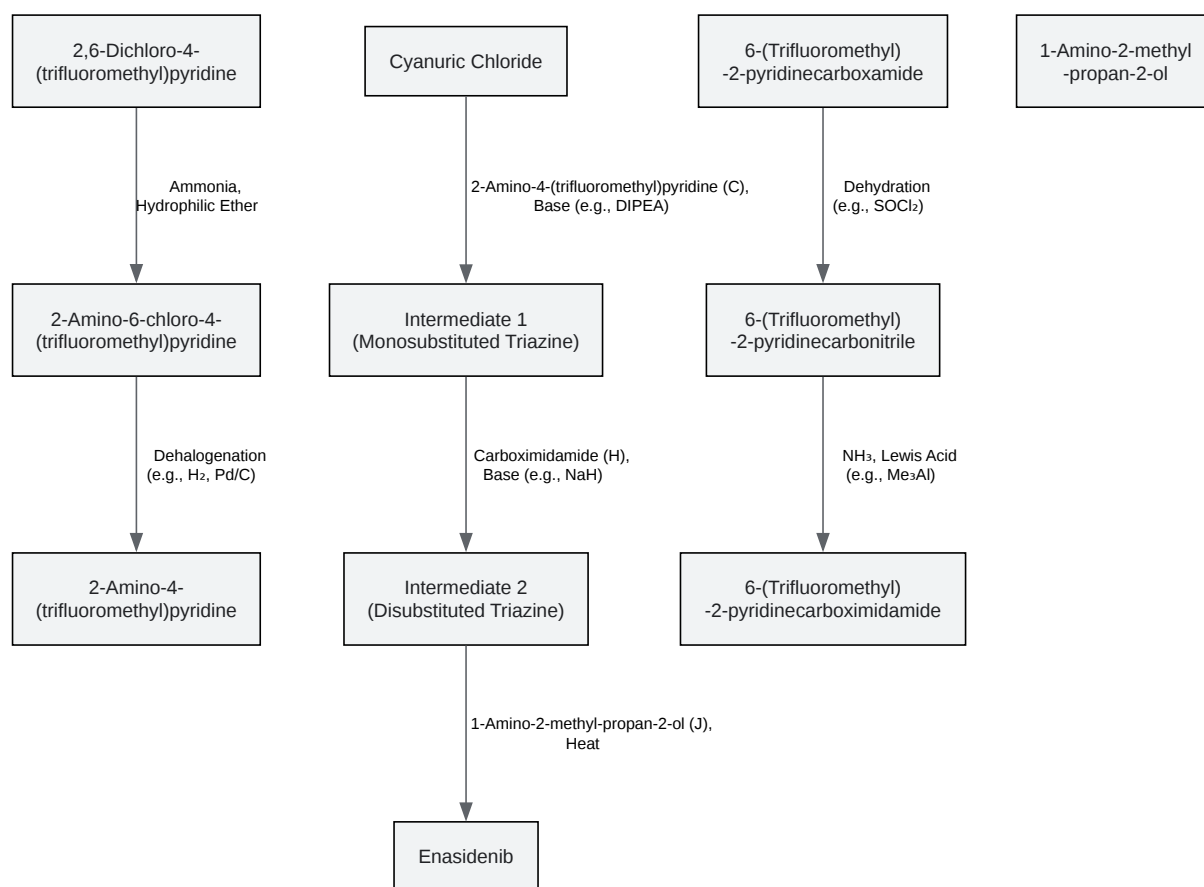 2,6-Dichloro-4-
(trifluoromethyl)pyridine
Cyanuric Chloride
6-(Trifluoromethyl)
-2-pyridinecarboxamide
1-Amino-2-methyl
-propan-2-ol
Ammonia,
Hydrophilic Ether
2-Amino-4-(trifluoromethyl)pyridine (C),
Base (e.g., DIPEA)
Dehydration
(e.g., SOCl₂)
2-Amino-6-chloro-4-
(trifluoromethyl)pyridine
Intermediate 1
(Monosubstituted Triazine)
6-(Trifluoromethyl)
-2-pyridinecarbonitrile
Dehalogenation
(e.g., H₂, Pd/C)
Carboximidamide (H),
Base (e.g., NaH)
NH₃, Lewis Acid
(e.g., Me₃Al)
2-Amino-4-
(trifluoromethyl)pyridine
Intermediate 2
(Disubstituted Triazine)
6-(Trifluoromethyl)
-2-pyridinecarboximidamide
1-Amino-2-methyl-propan-2-ol (J),
Heat
Enasidenib